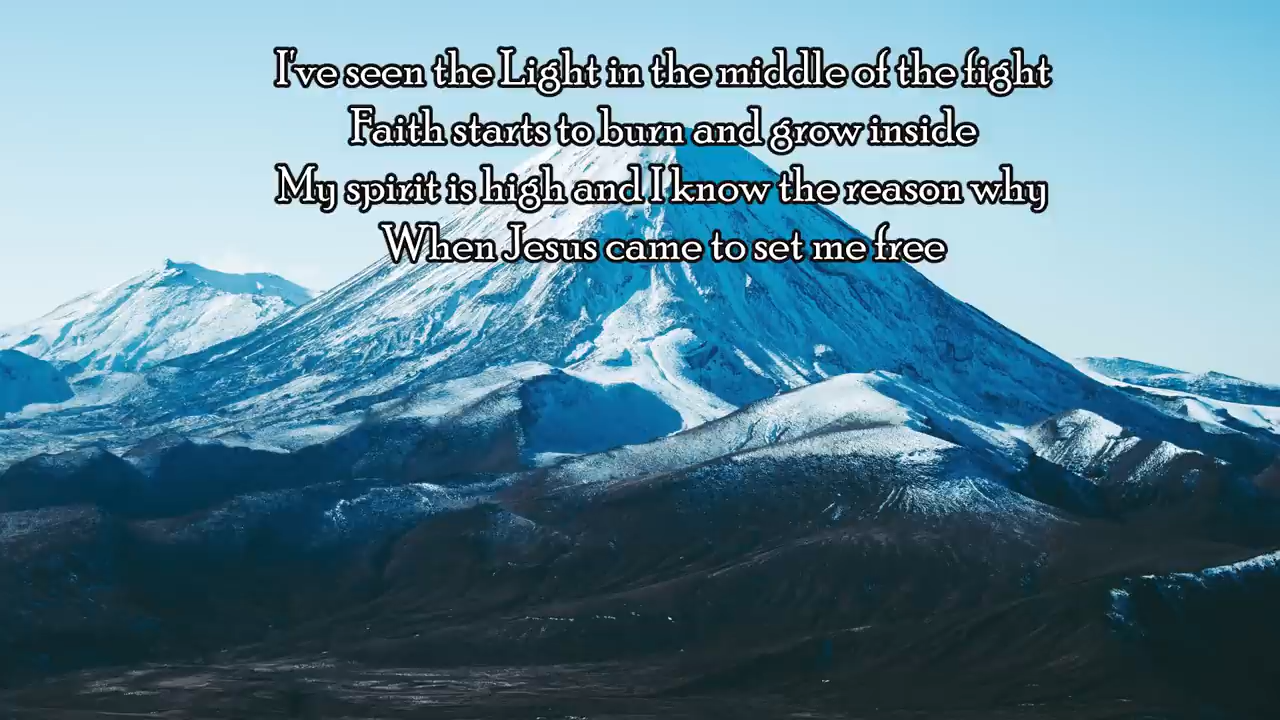 I've seen the Light in the middle of the fight
Faith starts to burn and grow inside
My spirit is high and I know the reason why
When Jesus came to set me free